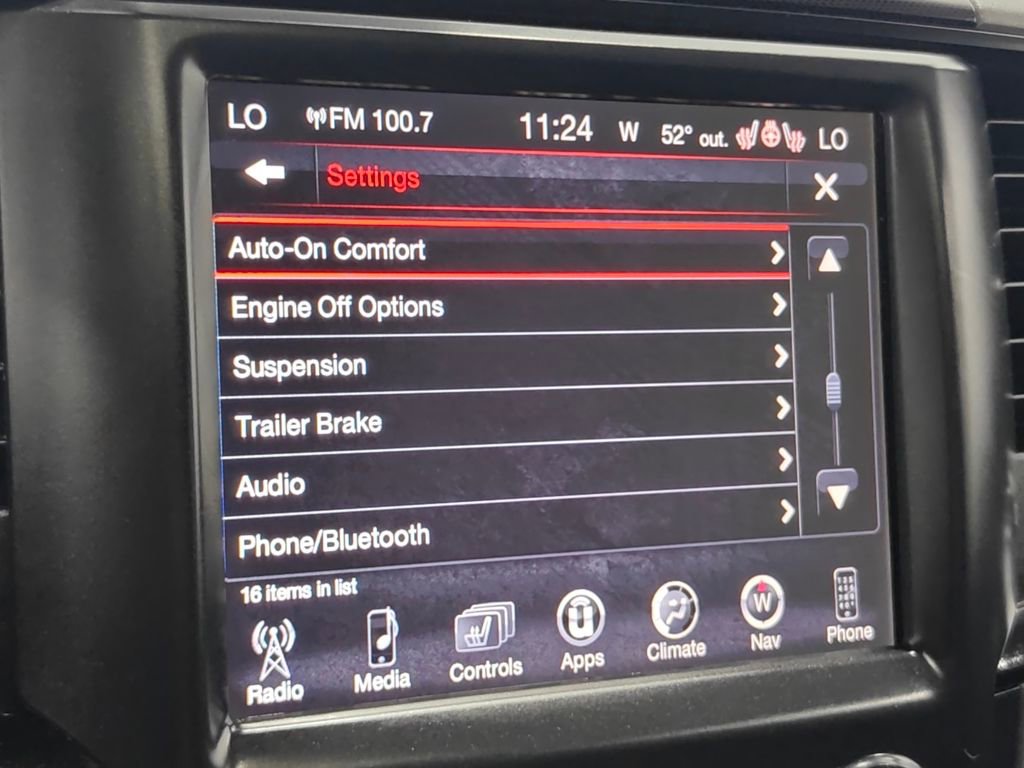 LO FM 100.7 11:24 W 52° out. LO
Settings
Auto-On Comfort
Engine Off Options
Suspension
Trailer Brake
Audio
Phone/Bluetooth
16 items in list
Radio Media Controls Apps Climate W Nav Phone